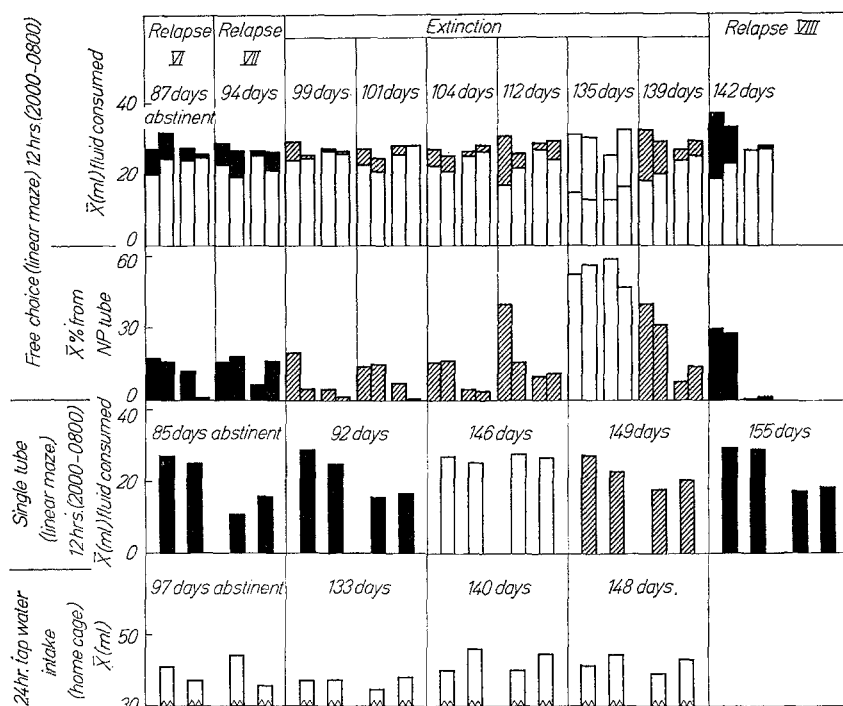 Relapse VI
Relapse VII
Extinction
Relapse VIII
87 days abstinent
94 days
99 days
101 days
104 days
112 days
135 days
139 days
142 days
Free choice (linear maze) 12 hrs. (2000-0800)
X̄ (ml) fluid consumed
40
20
0
X̄ % from NP tube
60
30
0
Single tube (linear maze) 12 hrs. (2000-0800)
X̄ (ml) fluid consumed
40
20
0
85 days abstinent
92 days
146 days
149 days
155 days
24 hr. tap water intake (home cage)
X̄ (ml)
50
30
97 days abstinent
133 days
140 days
148 days.